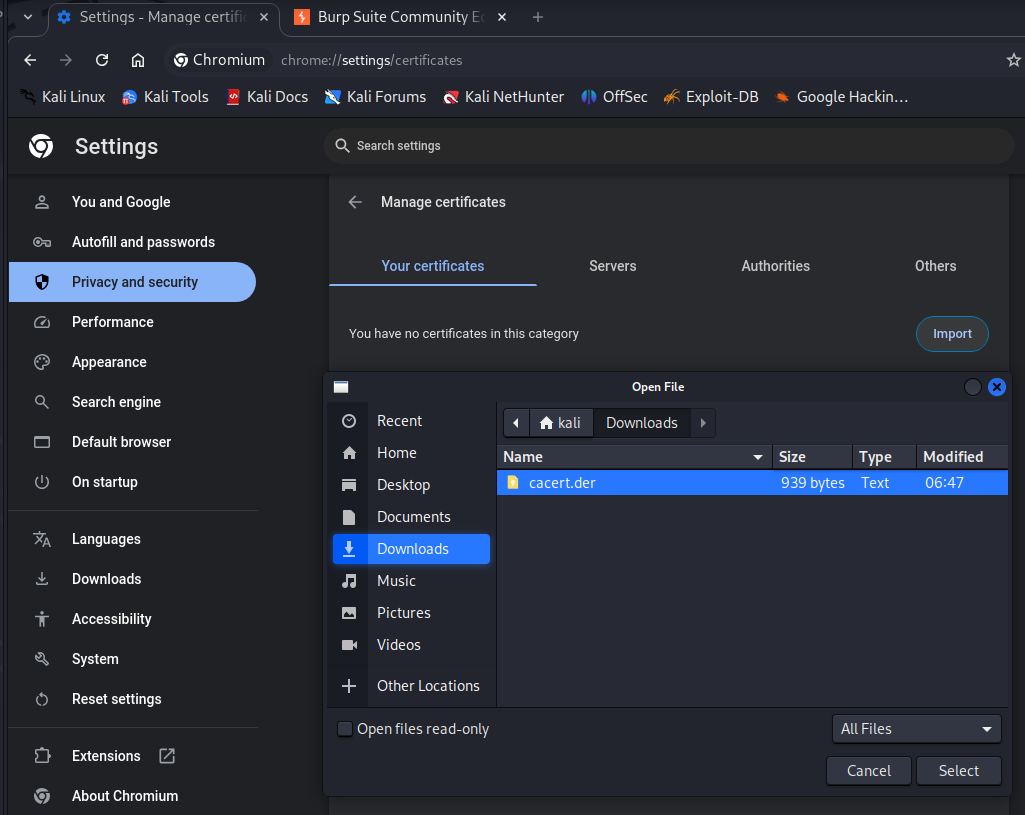 Settings - Manage certific
Burp Suite Community E
Chromium
chrome://settings/certificates
Kali Linux
Kali Tools
Kali Docs
Kali Forums
Kali NetHunter
OffSec
Exploit-DB
Google Hackin...
Settings
Search settings
You and Google
Autofill and passwords
Privacy and security
Performance
Appearance
Search engine
Default browser
On startup
Languages
Downloads
Accessibility
System
Reset settings
Extensions
About Chromium
Manage certificates
Your certificates
Servers
Authorities
Others
You have no certificates in this category
Import
Open File
Recent
Home
Desktop
Documents
Downloads
Music
Pictures
Videos
Other Locations
kali
Downloads
Name
Size
Type
Modified
cacert.der
939 bytes
Text
06:47
Open files read-only
All Files
Cancel
Select